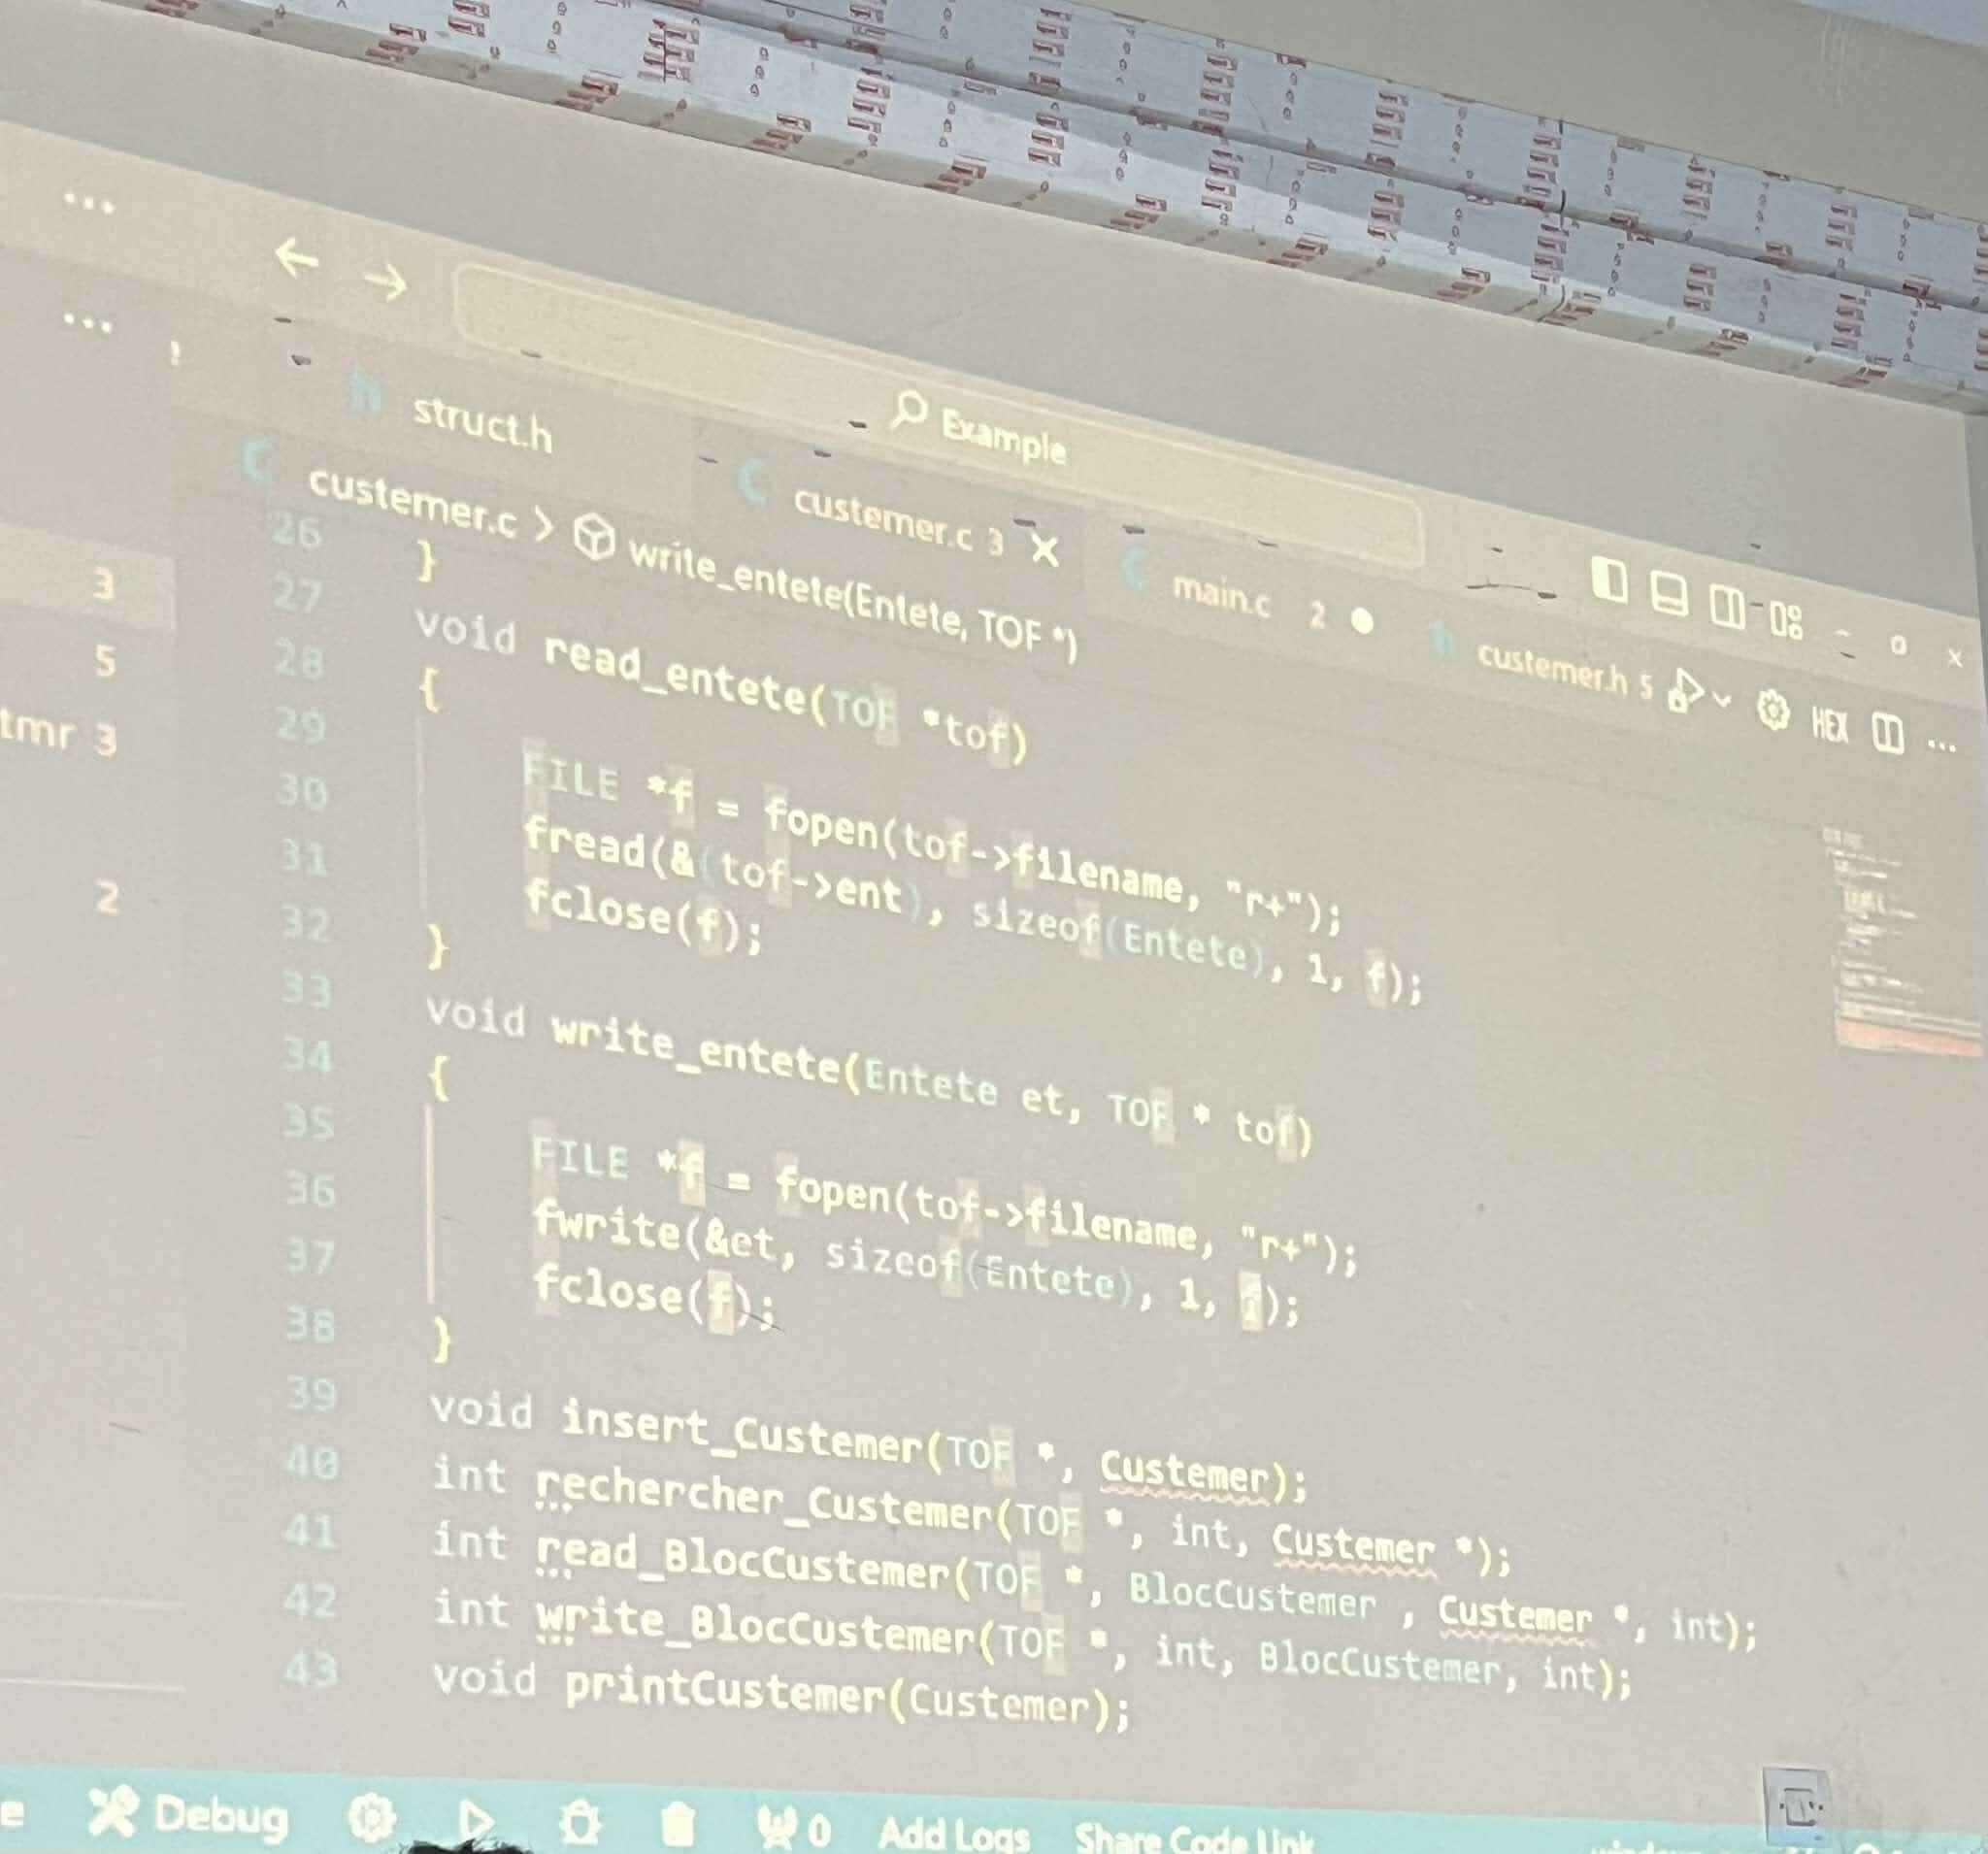 Example
struct.h
custemer.c 3
main.c 2
custemer.h 5
HEX
custemer.c > write_entete(Entete, TOF *)
3
5
tmr 3
2
26 }
27 void read_entete(TOF *tof)
28 {
29 FILE *f = fopen(tof->filename, "r+");
30 fread(&(tof->ent), sizeof(Entete), 1, f);
31 fclose(f);
32 }
33 void write_entete(Entete et, TOF * tof)
34 {
35 FILE *f = fopen(tof->filename, "r+");
36 fwrite(&et, sizeof(Entete), 1, f);
37 fclose(f);
38 }
39 void insert_Custemer(TOF *, Custemer);
40 int rechercher_Custemer(TOF *, int, Custemer *);
41 int read_BlocCustemer(TOF *, BlocCustemer , Custemer *, int);
42 int write_BlocCustemer(TOF *, int, BlocCustemer, int);
43 void printCustemer(Custemer);
e Debug 0 Add Logs Share Code Link